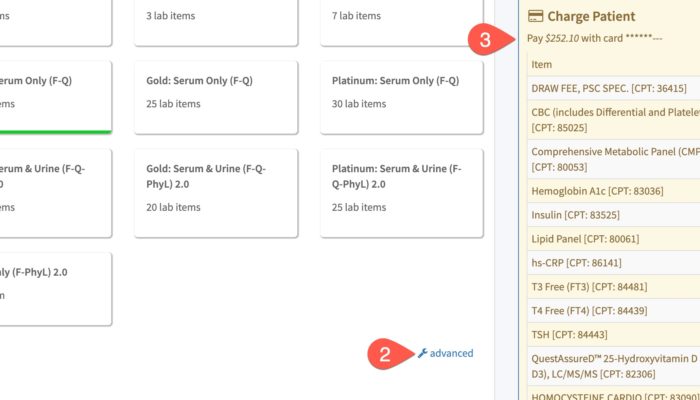 ms
3 lab items
7 lab items
erum Only (F-Q)
ems
Gold: Serum Only (F-Q)
25 lab items
Platinum: Serum Only (F-Q)
30 lab items
erum & Urine (F-Q-
0
ems
Gold: Serum & Urine (F-Q-
PhyL) 2.0
20 lab items
Platinum: Serum & Urine (F-
Q-PhyL) 2.0
25 lab items
ly (F-PhyL) 2.0
m
2
advanced
3
Charge Patient
Pay $252.10 with card ******---
Item
DRAW FEE, PSC SPEC. [CPT: 36415]
CBC (includes Differential and Platele
[CPT: 85025]
Comprehensive Metabolic Panel (CMP
[CPT: 80053]
Hemoglobin A1c [CPT: 83036]
Insulin [CPT: 83525]
Lipid Panel [CPT: 80061]
hs-CRP [CPT: 86141]
T3 Free (FT3) [CPT: 84481]
T4 Free (FT4) [CPT: 84439]
TSH [CPT: 84443]
QuestAssureD™ 25-Hydroxyvitamin D
D3), LC/MS/MS [CPT: 82306]
HOMOCYSTEINE CARDIO [CPT: 83090]